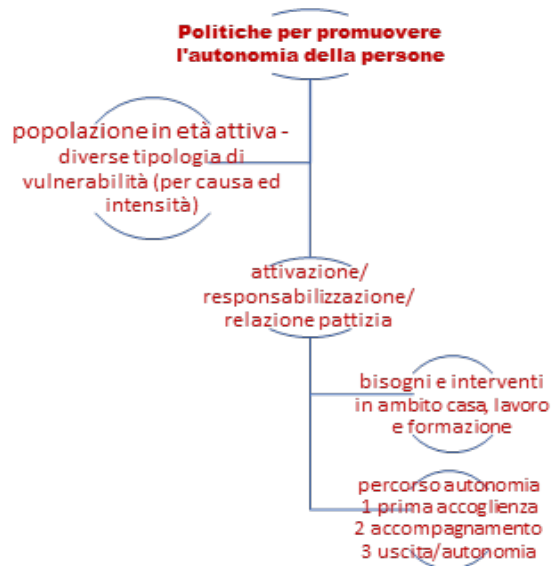 Politiche per promuovere
l'autonomia della persone
popolazione in età attiva -
diverse tipologia di
vulnerabilità (per causa ed
intensità)
attivazione/
responsabilizzazione/
relazione pattizia
bisogni e interventi
in ambito casa, lavoro
e formazione
percorso autonomia
1 prima accoglienza
2 accompagnamento
3 uscita/autonomia